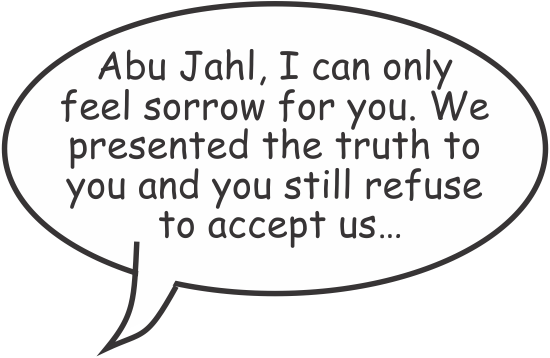 Abu Jahl, I can only
feel sorrow for you. We
presented the truth to
you and you still refuse
to accept us...